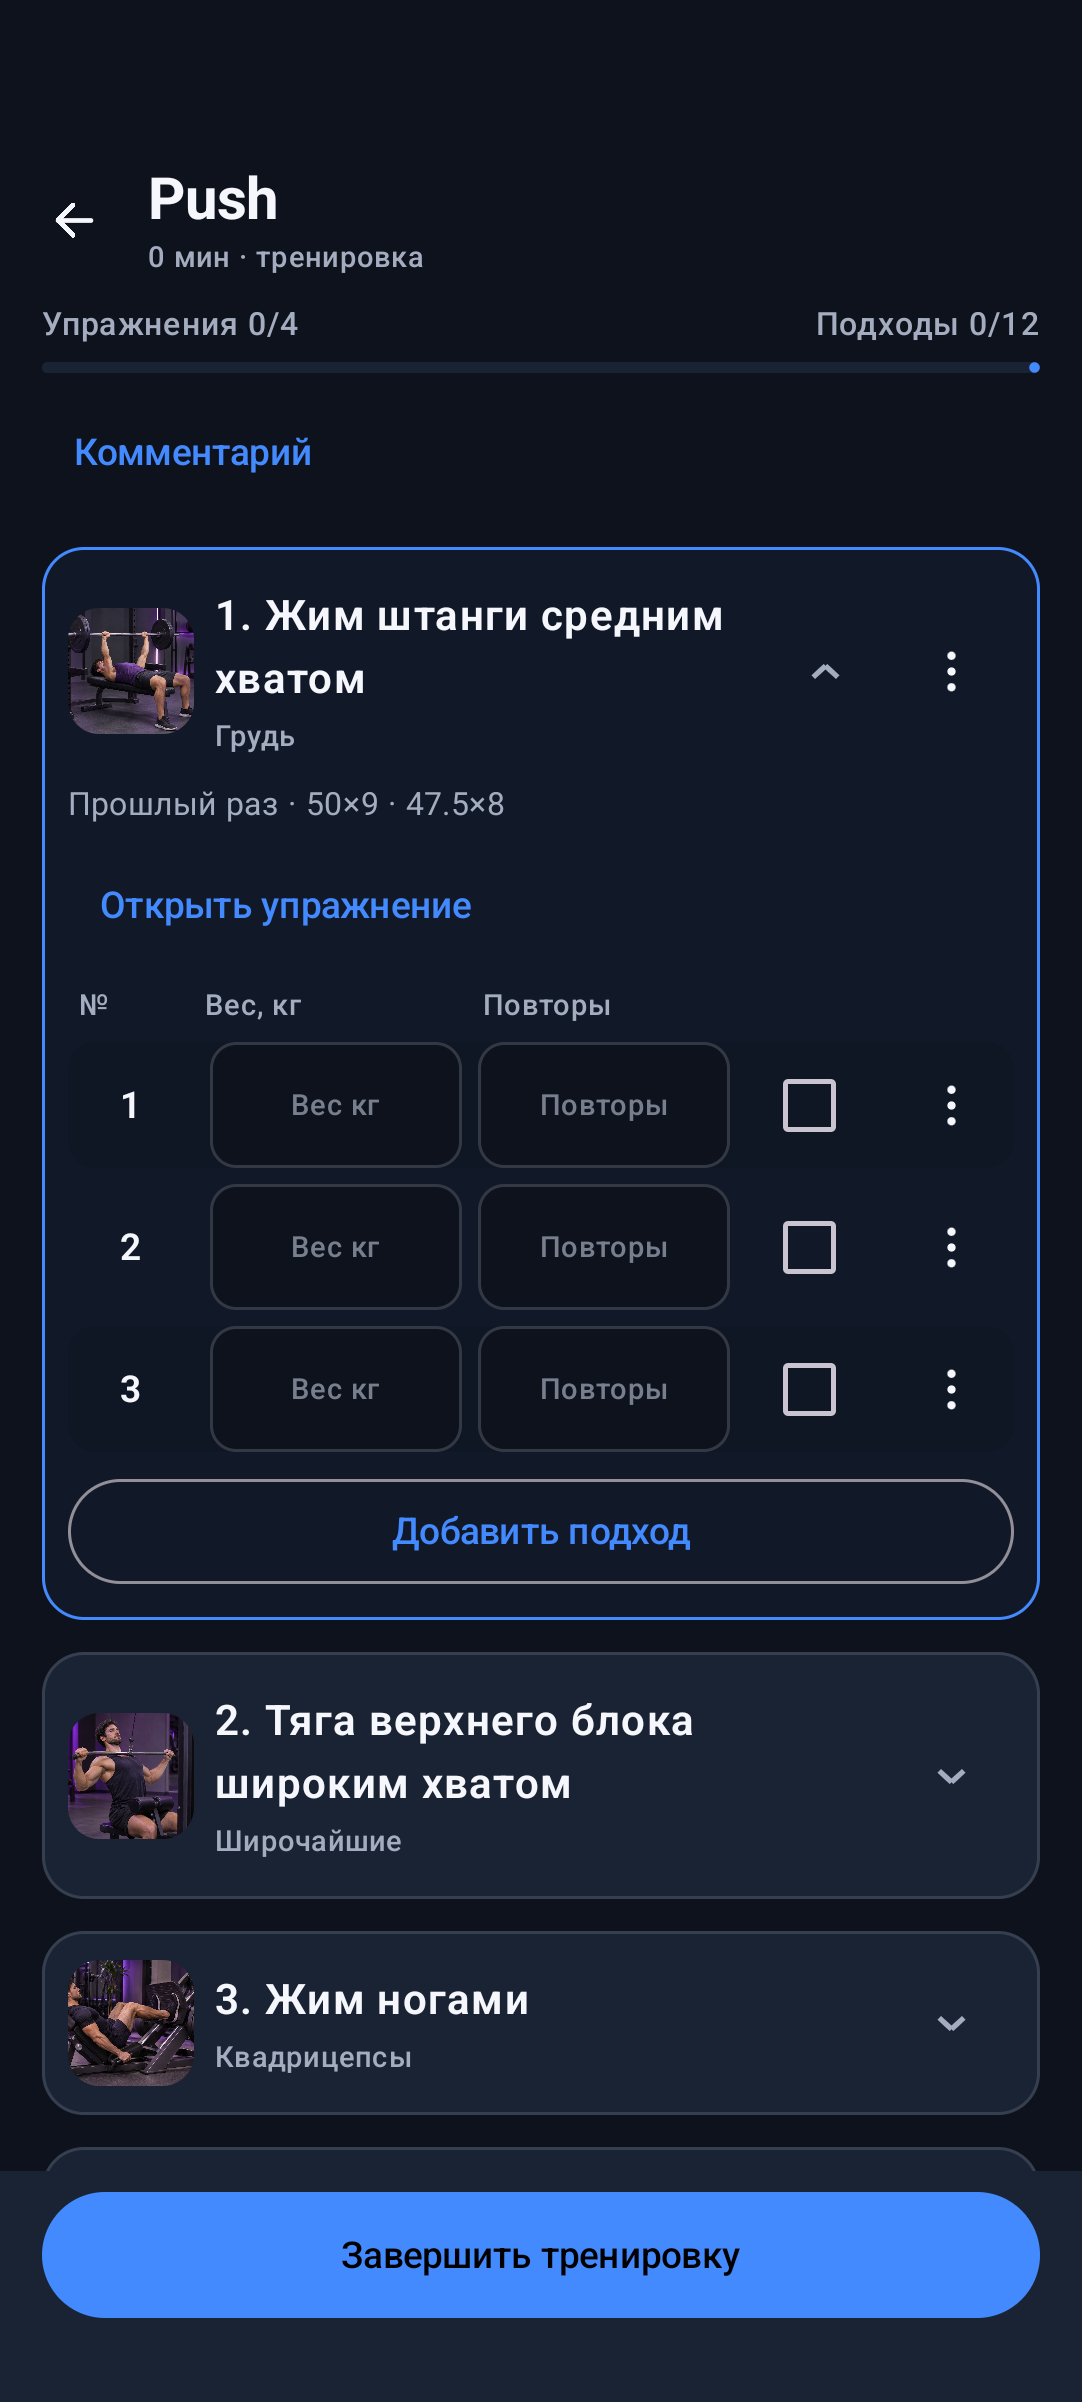 Push
0 мин · тренировка
Упражнения 0/4
Подходы 0/12
Комментарий
1. Жим штанги средним
хватом
Грудь
Прошлый раз · 50×9 · 47.5×8
Открыть упражнение
№ Вес, кг Повторы
1 Вес кг Повторы
2 Вес кг Повторы
3 Вес кг Повторы
Добавить подход
2. Тяга верхнего блока
широким хватом
Широчайшие
3. Жим ногами
Квадрицепсы
Завершить тренировку